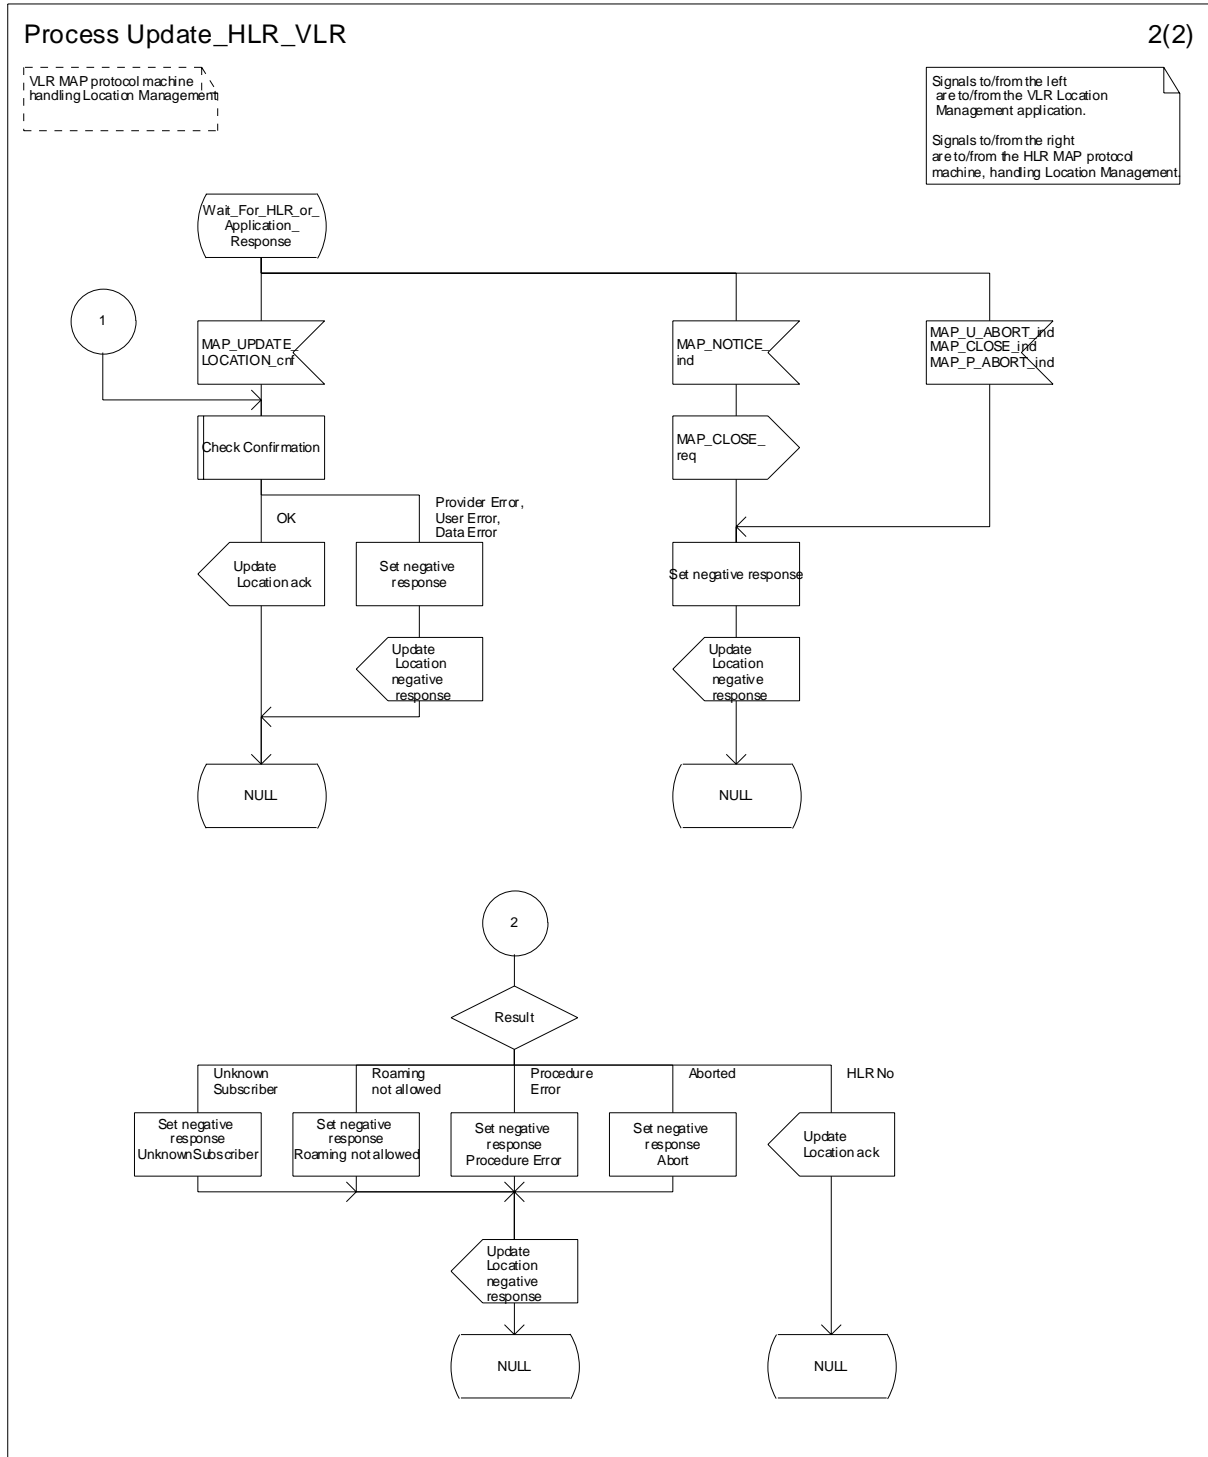 Process Update_HLR_VLR
2(2)
VLR MAP protocol machine
handling Location Management
Signals to/from the left
are to/from the VLR Location
Management application.
Signals to/from the right
are to/from the HLR MAP protocol
machine, handling Location Management.
Wait_For_HLR_or_
Application_
Response
1
MAP_UPDATE_
LOCATION_cnf
MAP_NOTICE_
ind
MAP_U_ABORT_ind
MAP_CLOSE_ind
MAP_P_ABORT_ind
Check Confirmation
MAP_CLOSE_
req
OK
Provider Error,
User Error,
Data Error
Update
Location ack
Set negative
response
Set negative response
Update
Location
negative
response
Update
Location
negative
response
NULL
NULL
2
Result
Unknown
Subscriber
Roaming
not allowed
Procedure
Error
Aborted
HLR No
Set negative
response
UnknownSubscriber
Set negative
response
Roaming not allowed
Set negative
response
Procedure Error
Set negative
response
Abort
Update
Location ack
Update
Location
negative
response
NULL
NULL